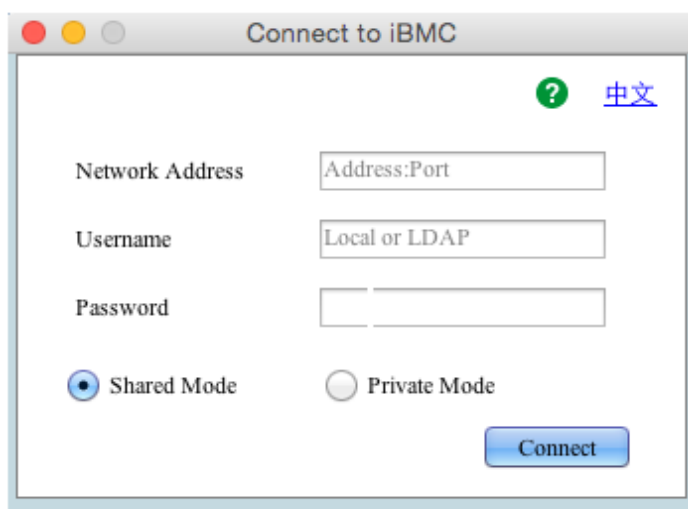 Connect to iBMC
? 中文
Network Address Address:Port
Username Local or LDAP
Password
Shared Mode Private Mode
Connect